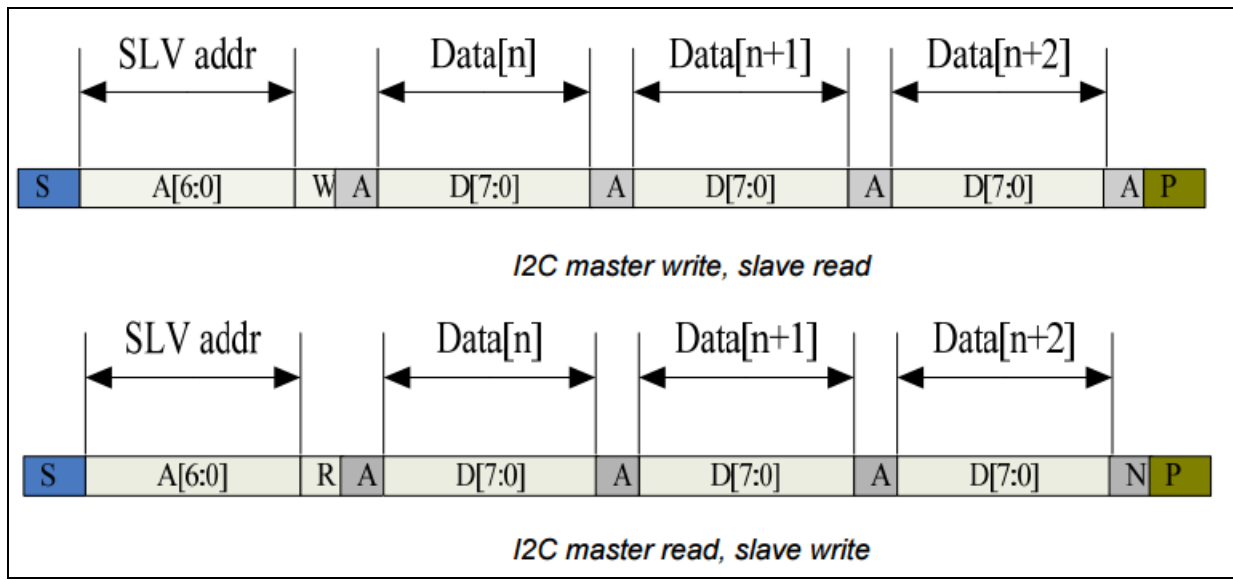 SLV addr Data[n] Data[n+1] Data[n+2]
S A[6:0] W A D[7:0] A D[7:0] A D[7:0] A P
I2C master write, slave read
SLV addr Data[n] Data[n+1] Data[n+2]
S A[6:0] R A D[7:0] A D[7:0] A D[7:0] N P
I2C master read, slave write